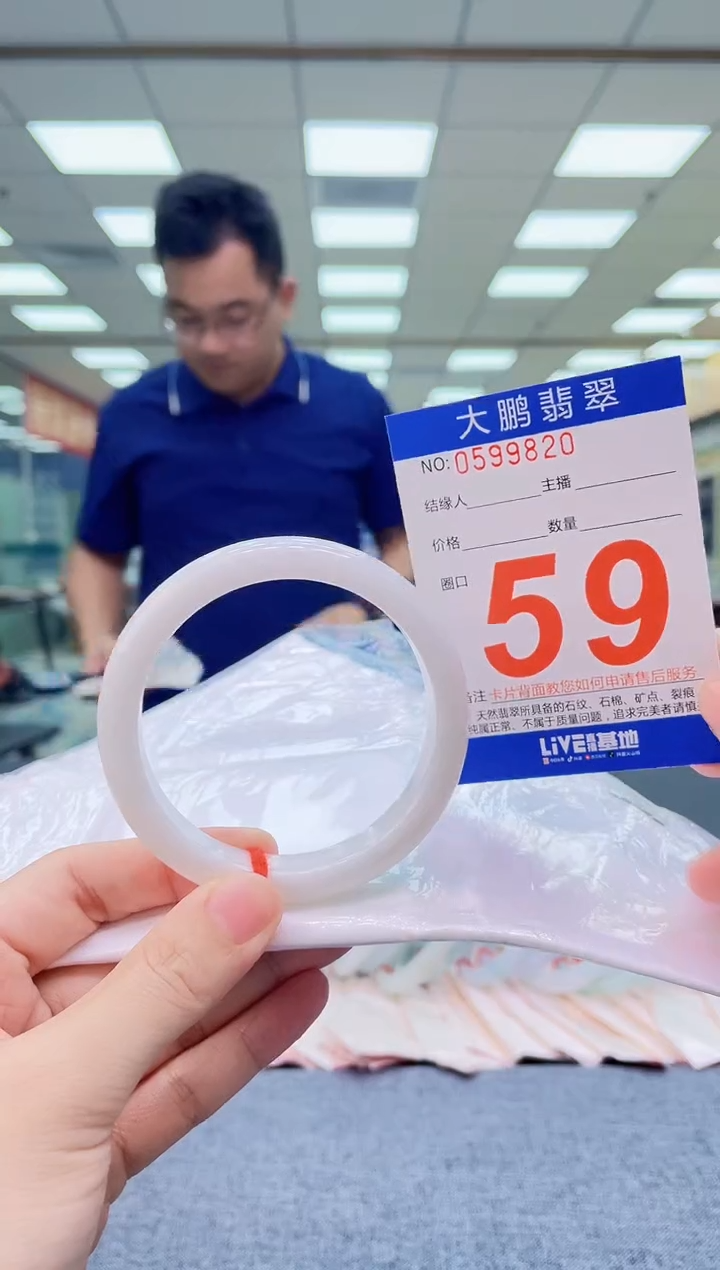 大鹏翡翠
NO:0599820
结缘人 主播
价格 数量
圈口 59
备注 卡片背面教您如何申请售后服务
天然翡翠所具备的石纹、石棉、矿点、裂痕
纯属正常、不属于质量问题，追求完美者请慎
LiVE 基地